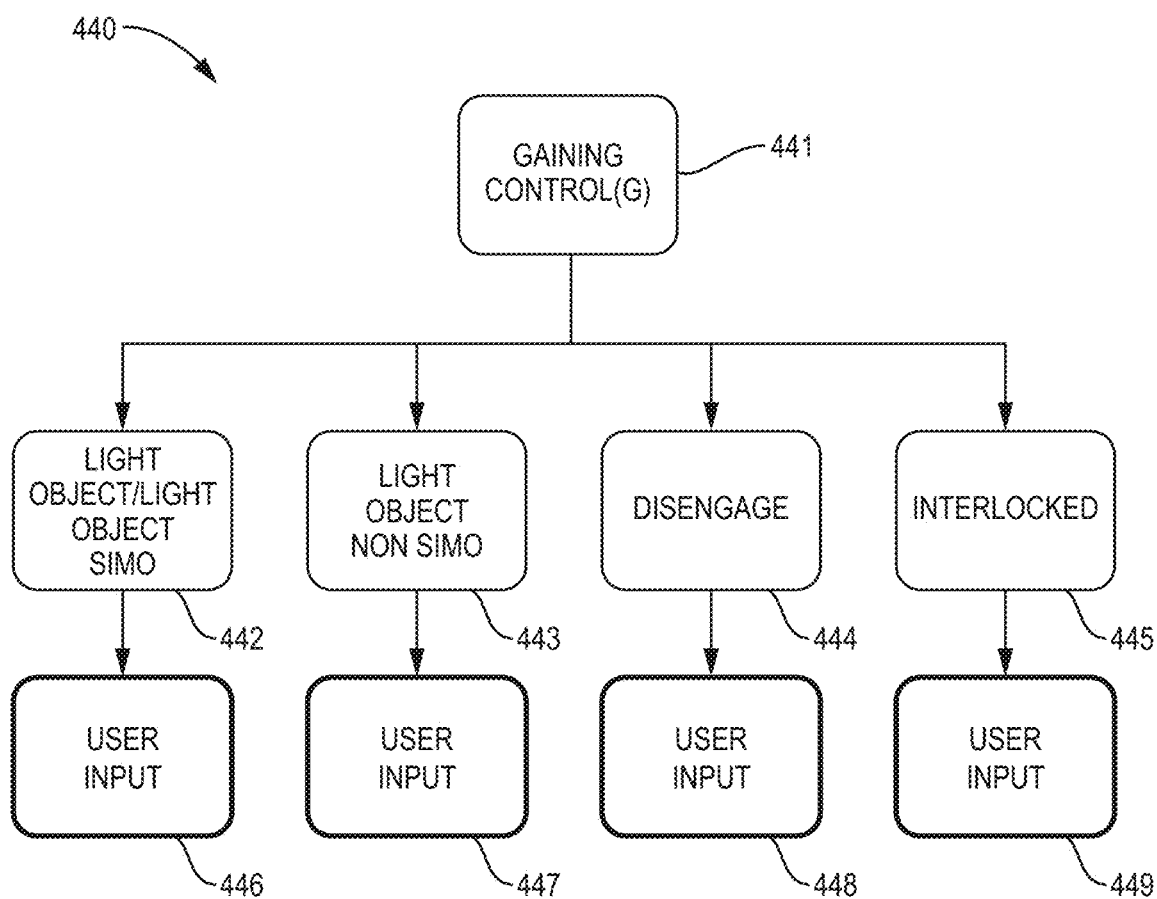 440
GAINING
CONTROL(G)
441
LIGHT
OBJECT/LIGHT
OBJECT
SIMO
442
LIGHT
OBJECT
NON SIMO
443
DISENGAGE
444
INTERLOCKED
445
USER
INPUT
446
USER
INPUT
447
USER
INPUT
448
USER
INPUT
449